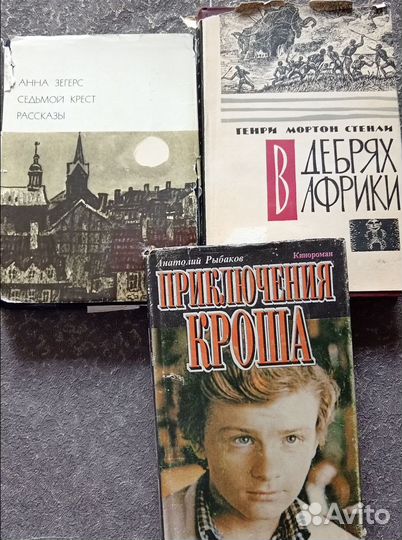 АННА ЗЕГЕРС
СЕДЬМОЙ КРЕСТ
РАССКАЗЫ
ГЕНРИ МОРТОН СТЕНЛИ
В ДЕБРЯХ
АФРИКИ
Анатолий Рыбаков
Кинороман
ПРИКЛЮЧЕНИЯ
КРОША
Avito